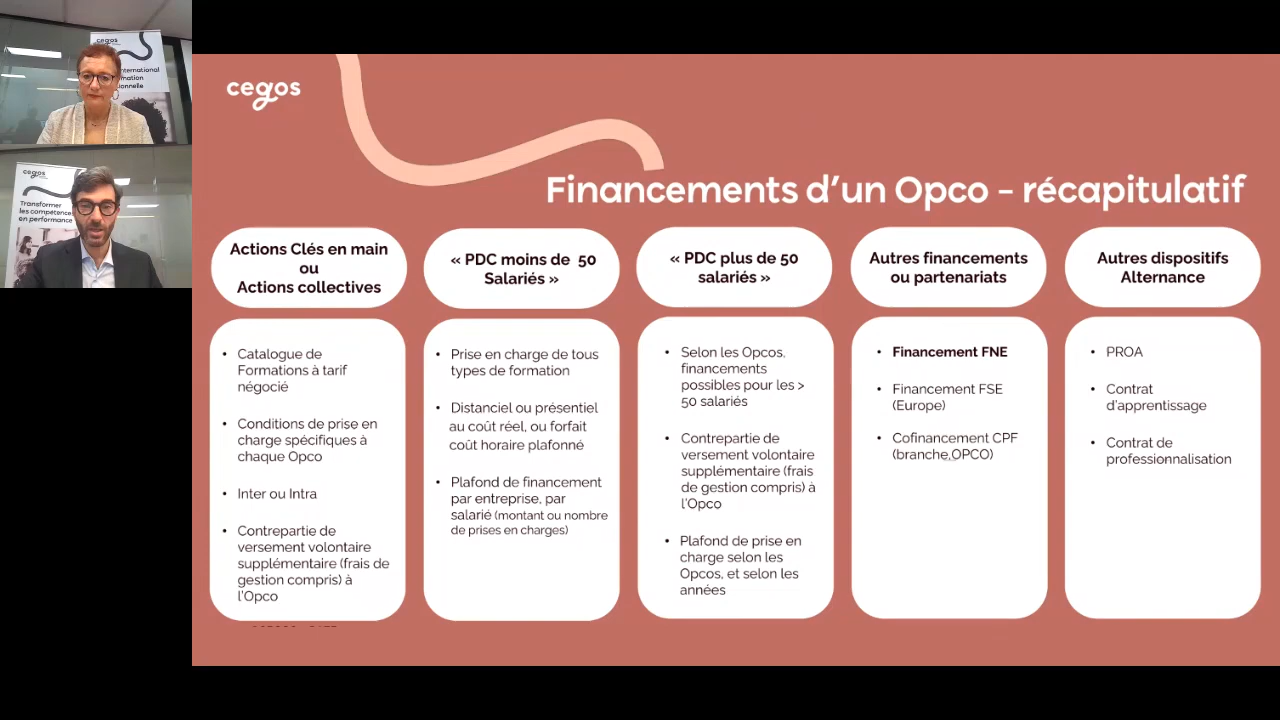 cegos
international
rmation
sionnelle
cegos
Transformer
les compétences
en performance
cegos
Financements d'un Opco - récapitulatif
Actions Clés en main
ou
Actions collectives
« PDC moins de 50
Salariés »
« PDC plus de 50
salariés »
Autres financements
ou partenariats
Autres dispositifs
Alternance
• Catalogue de
Formations à tarif
négocié
• Conditions de prise en
charge spécifiques à
chaque Opco
• Inter ou Intra
• Contrepartie de
versement volontaire
supplémentaire (frais de
gestion compris) à
l'Opco
• Prise en charge de tous
types de formation
• Distanciel ou présentiel
au coût réel, ou forfait
coût horaire plafonné
• Plafond de financement
par entreprise, par
salarié (montant ou nombre
de prises en charges)
• Selon les Opcos,
financements
possibles pour les >
50 salariés
• Contrepartie de
versement volontaire
supplémentaire (frais
de gestion compris) à
l'Opco
• Plafond de prise en
charge selon les
Opcos, et selon les
années
• Financement FNE
• Financement FSE
(Europe)
• Cofinancement CPF
(branche,OPCO)
• PROA
• Contrat
d'apprentissage
• Contrat de
professionnalisation